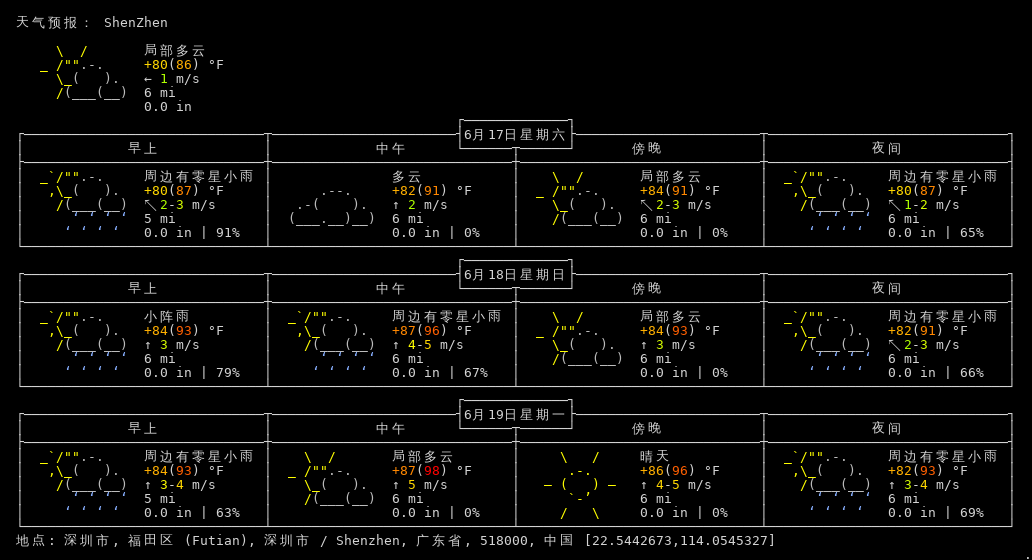 天气预报： ShenZhen
局部多云
+80(86) °F
← 1 m/s
6 mi
0.0 in
6月17日星期六
早上 中午 傍晚 夜间
周边有零星小雨 多云 局部多云 周边有零星小雨
+80(87) °F +82(91) °F +84(91) °F +80(87) °F
↖ 2-3 m/s ↑ 2 m/s ↖ 2-3 m/s ↖ 1-2 m/s
5 mi 6 mi 6 mi 6 mi
0.0 in | 91% 0.0 in | 0% 0.0 in | 0% 0.0 in | 65%
6月18日星期日
早上 中午 傍晚 夜间
小阵雨 周边有零星小雨 局部多云 周边有零星小雨
+84(93) °F +87(96) °F +84(93) °F +82(91) °F
↑ 3 m/s ↑ 4-5 m/s ↑ 3 m/s ↖ 2-3 m/s
6 mi 6 mi 6 mi 6 mi
0.0 in | 79% 0.0 in | 67% 0.0 in | 0% 0.0 in | 66%
6月19日星期一
早上 中午 傍晚 夜间
周边有零星小雨 局部多云 晴天 周边有零星小雨
+84(93) °F +87(98) °F +86(96) °F +82(93) °F
↑ 3-4 m/s ↑ 5 m/s ↑ 4-5 m/s ↑ 3-4 m/s
5 mi 6 mi 6 mi 6 mi
0.0 in | 63% 0.0 in | 0% 0.0 in | 0% 0.0 in | 69%
地点: 深圳市, 福田区 (Futian), 深圳市 / Shenzhen, 广东省, 518000, 中国 [22.5442673,114.0545327]